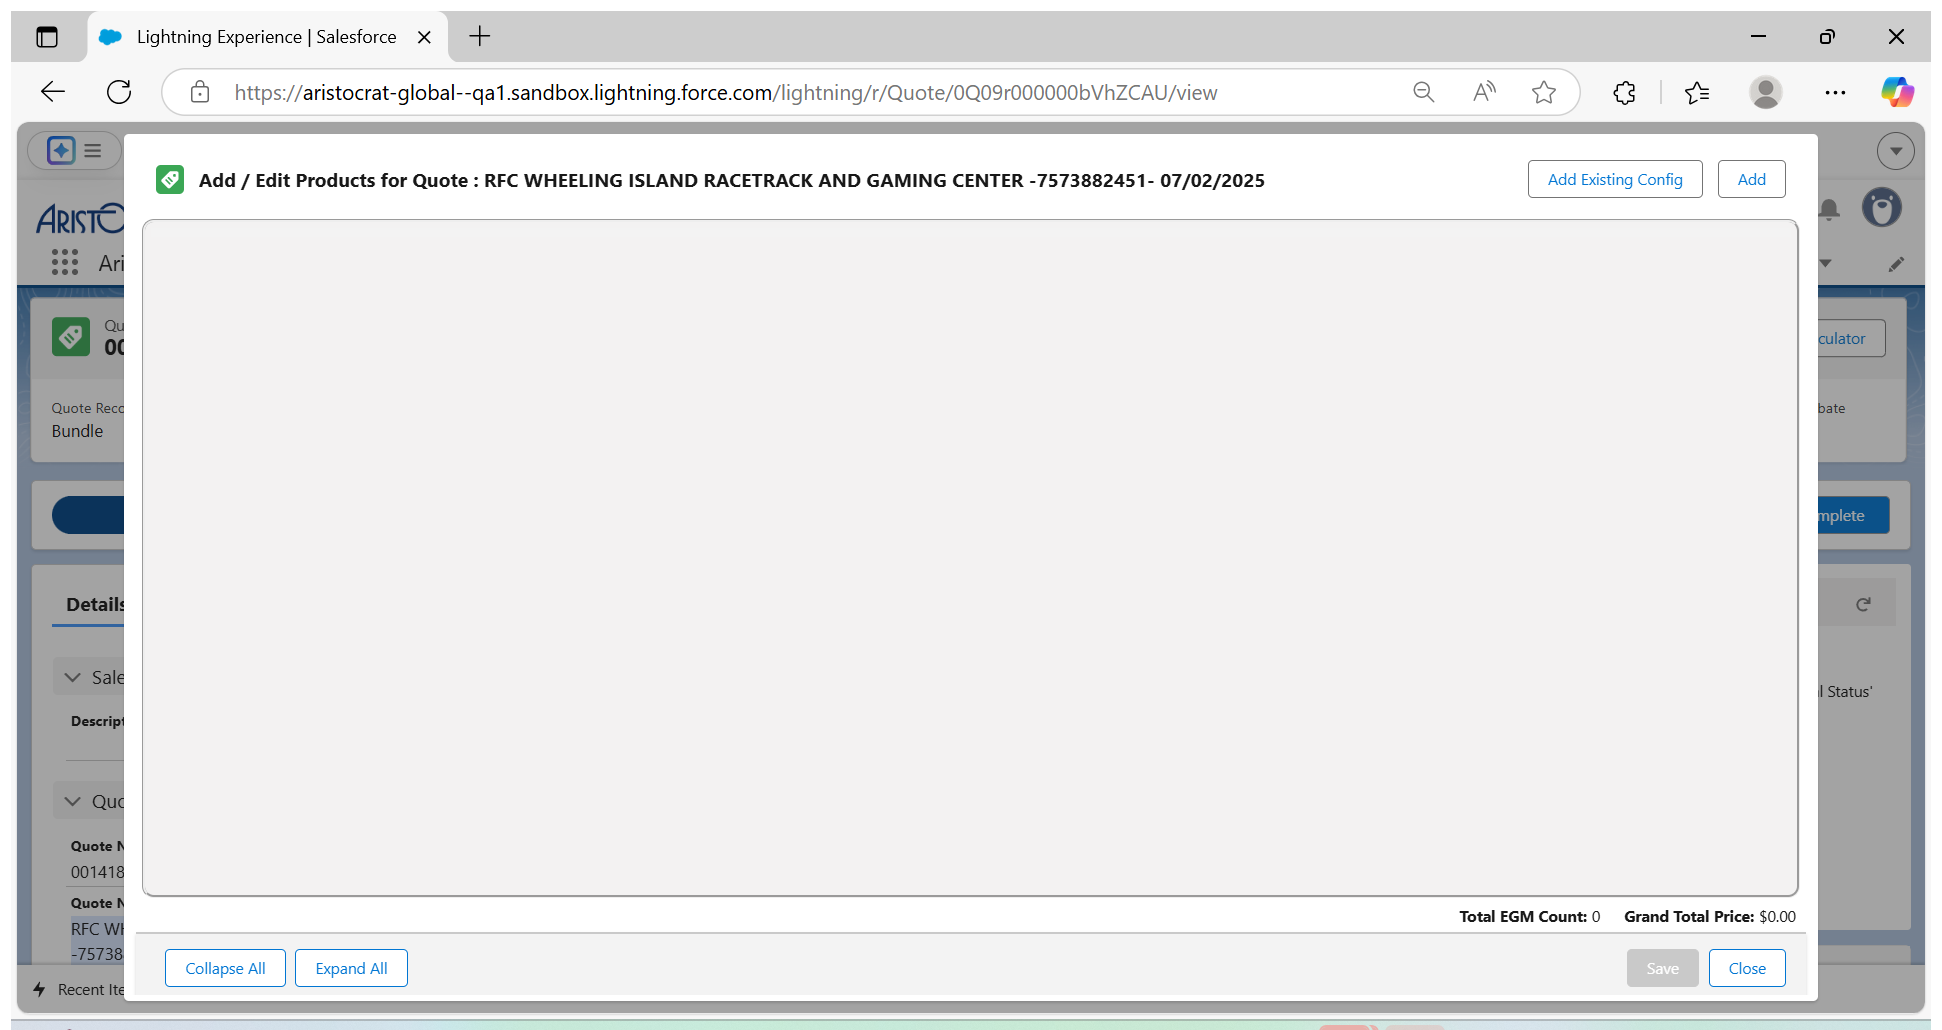 Lightning Experience | Salesforce
https://aristocrat-global--qa1.sandbox.lightning.force.com/lightning/r/Quote/0Q09r000000bVhZCAU/view
Add / Edit Products for Quote : RFC WHEELING ISLAND RACETRACK AND GAMING CENTER -7573882451- 07/02/2025
Add Existing Config
Add
ARISTO
Ari
Qu
00
culator
Quote Reco
bate
Bundle
mplete
Details
Sale
l Status'
Descript
Quo
Quote N
001418
Quote N
RFC WH
-75738
Total EGM Count: 0 Grand Total Price: $0.00
Collapse All
Expand All
Save
Close
Recent Ite